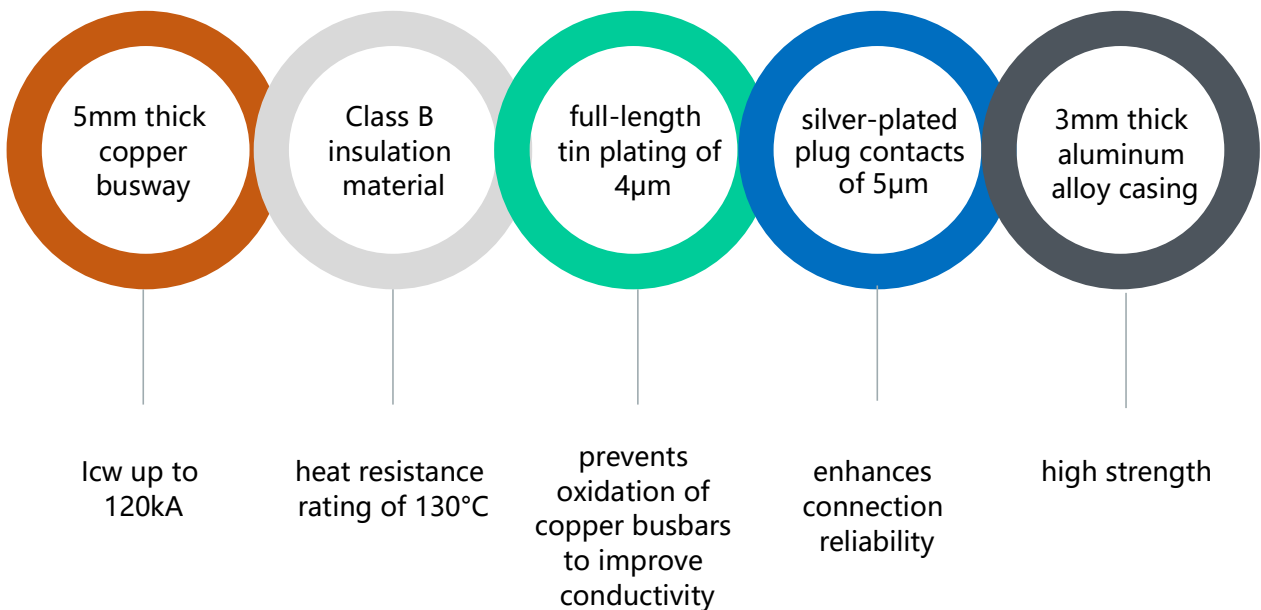 5mm thick
copper
busway
Class B
insulation
material
full-length
tin plating of
4μm
silver-plated
plug contacts
of 5μm
3mm thick
aluminum
alloy casing
Icw up to
120kA
heat resistance
rating of 130°C
prevents
oxidation of
copper busbars
to improve
conductivity
enhances
connection
reliability
high strength